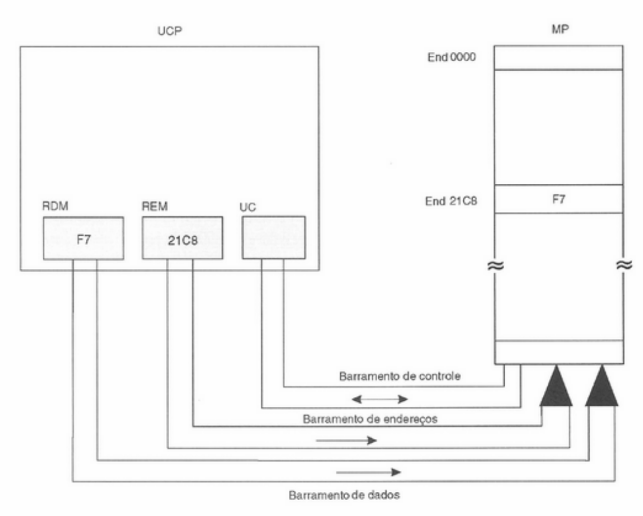 UCP
MP
End 0000
RDM
REM
UC
End 21C8
F7
F7
21C8
≈
≈
Barramento de controle
Barramento de endereços
Barramento de dados